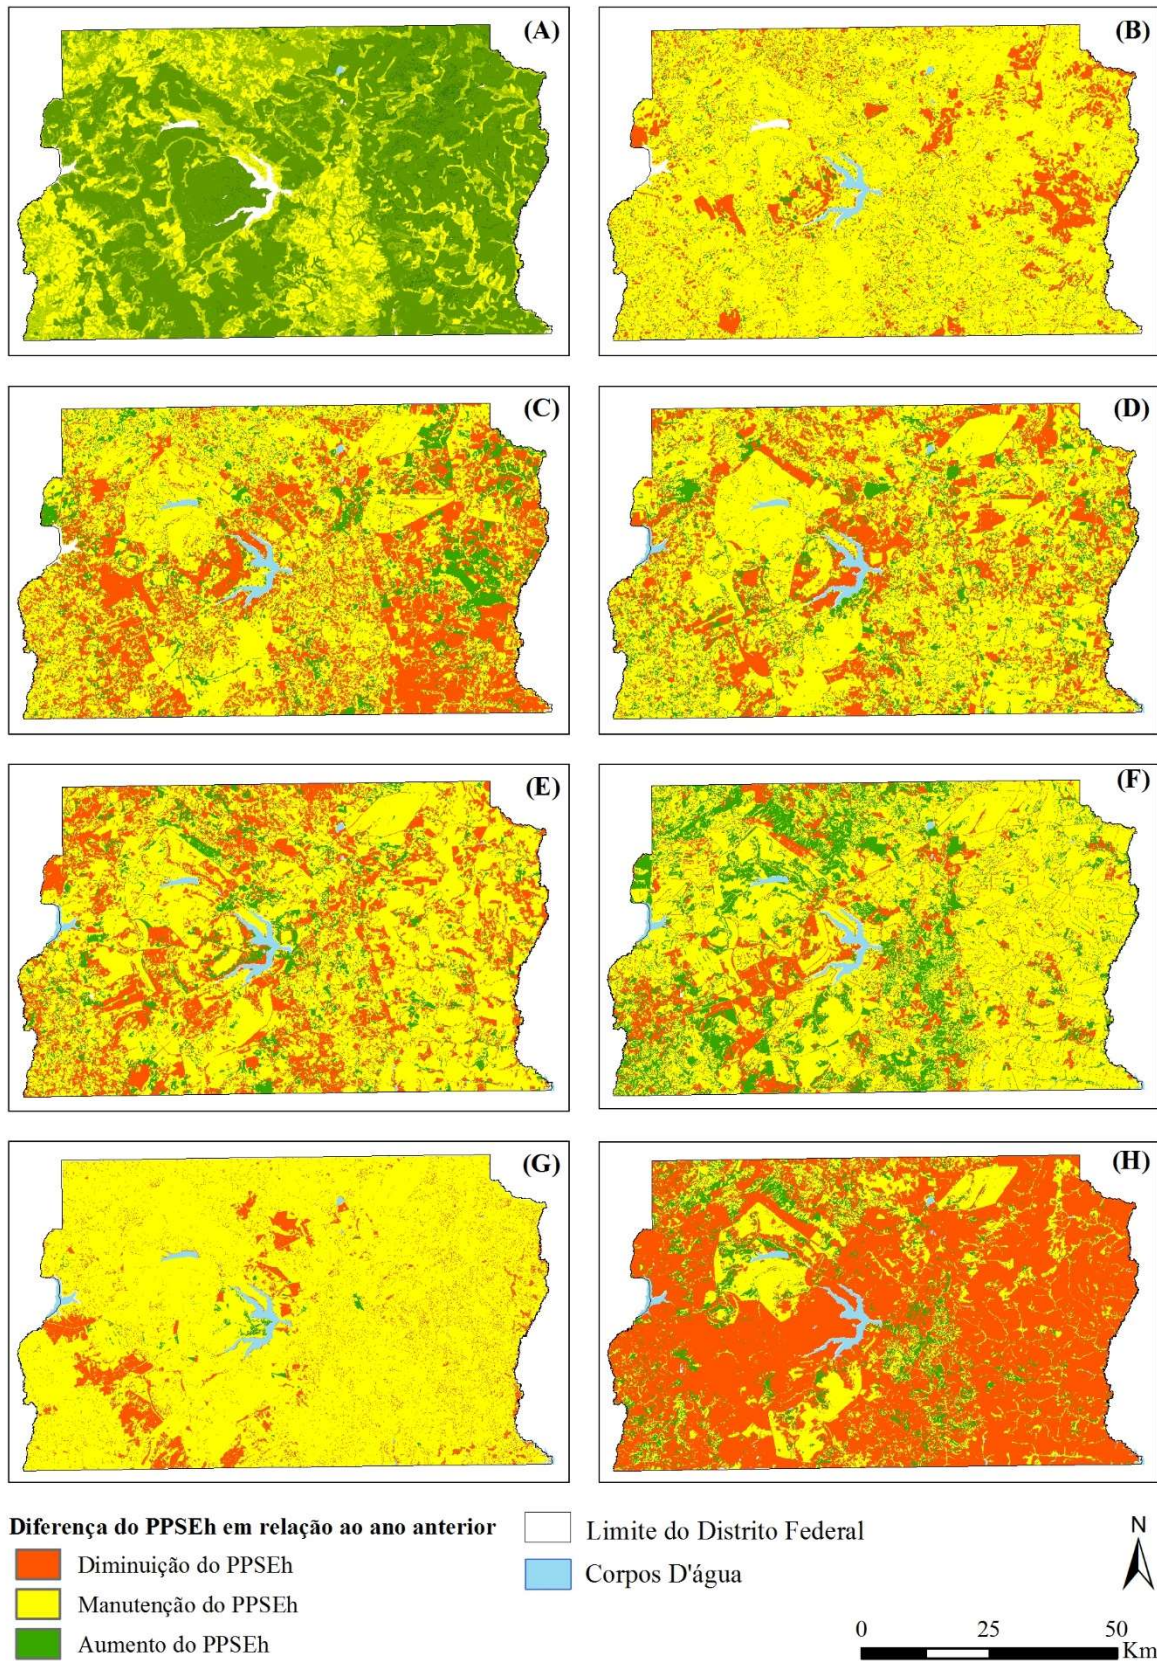 (A)
(B)
(C)
(D)
(E)
(F)
(G)
(H)
Diferença do PPSEh em relação ao ano anterior
Diminuição do PPSEh
Manutenção do PPSEh
Aumento do PPSEh
Limite do Distrito Federal
Corpos D'água
N
0 25 50
Km